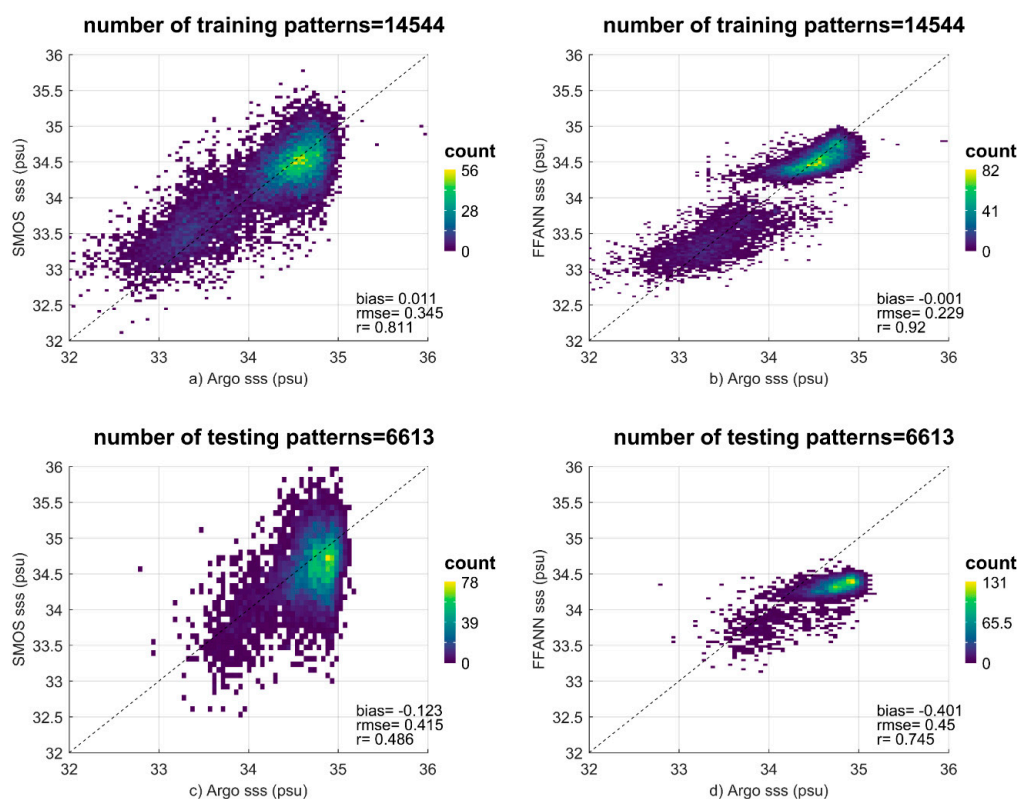 number of training patterns=14544
36
35.5
35
34.5
34
33.5
33
32.5
32
SMOS  sss (psu)
32
33
34
35
36
a) Argo sss (psu)
count
56
28
0
bias= 0.011
rmse= 0.345
r= 0.811
number of training patterns=14544
36
35.5
35
34.5
34
33.5
33
32.5
32
FFANN sss (psu)
32
33
34
35
36
b) Argo sss (psu)
count
82
41
0
bias= -0.001
rmse= 0.229
r= 0.92
number of testing patterns=6613
36
35.5
35
34.5
34
33.5
33
32.5
32
SMOS sss (psu)
32
33
34
35
36
c) Argo sss (psu)
count
78
39
0
bias= -0.123
rmse= 0.415
r= 0.486
number of testing patterns=6613
36
35.5
35
34.5
34
33.5
33
32.5
32
FFANN sss (psu)
32
33
34
35
36
d) Argo sss (psu)
count
131
65.5
0
bias= -0.401
rmse= 0.45
r= 0.745